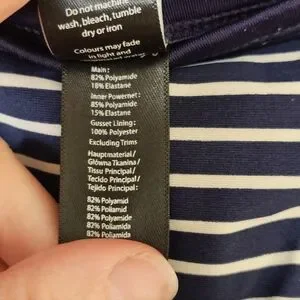 Do not machine
wash, bleach, tumble
dry or iron
Colours may fade
in light and
Main:
82% Polyamide
18% Elastane
Inner Powernet:
85% Polyamide
15% Elastane
Gusset Lining:
100% Polyester
Excluding Trims
Hauptmaterial/
Główna Tkanina/
Tissu Principal/
Tecido Principal/
Tejido Principal:
82% Polyamid
82% Poliamid
82% Polyamide
82% Poliamida
82% Poliamida